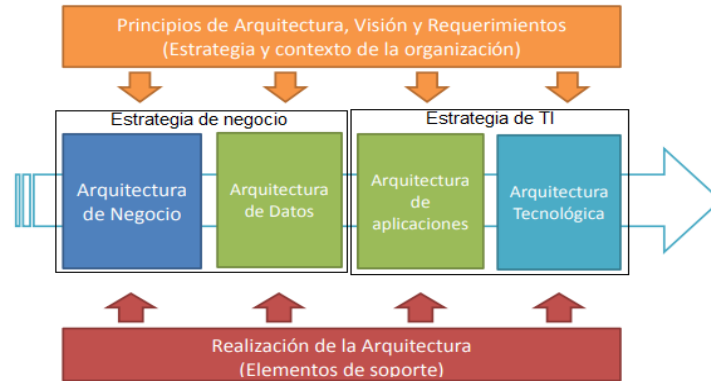 Principios de Arquitectura, Visión y Requerimientos
(Estrategia y contexto de la organización)
Estrategia de negocio
Estrategia de TI
Arquitectura
de Negocio
Arquitectura
de Datos
Arquitectura
de
aplicaciones
Arquitectura
Tecnológica
Realización de la Arquitectura
(Elementos de soporte)